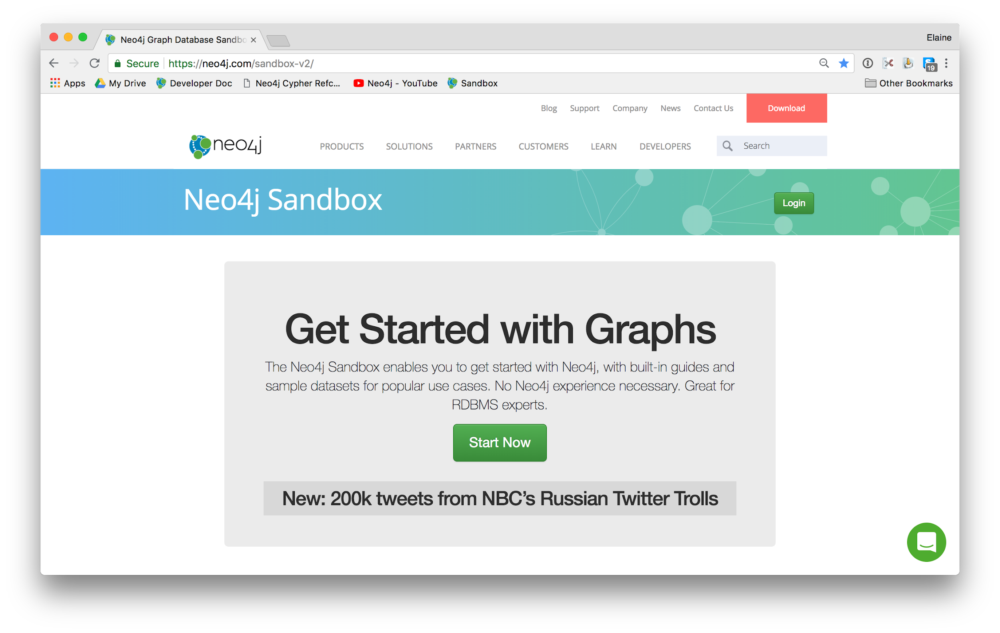 Neo4j Graph Database Sandbo
Elaine
Secure https://neo4j.com/sandbox-v2/
19
Apps My Drive Developer Doc Neo4j Cypher Refc... Neo4j - YouTube Sandbox Other Bookmarks
Blog Support Company News Contact Us Download
neo4j PRODUCTS SOLUTIONS PARTNERS CUSTOMERS LEARN DEVELOPERS Search
Neo4j Sandbox
Login
Get Started with Graphs
The Neo4j Sandbox enables you to get started with Neo4j, with built-in guides and
sample datasets for popular use cases. No Neo4j experience necessary. Great for
RDBMS experts.
Start Now
New: 200k tweets from NBC’s Russian Twitter Trolls